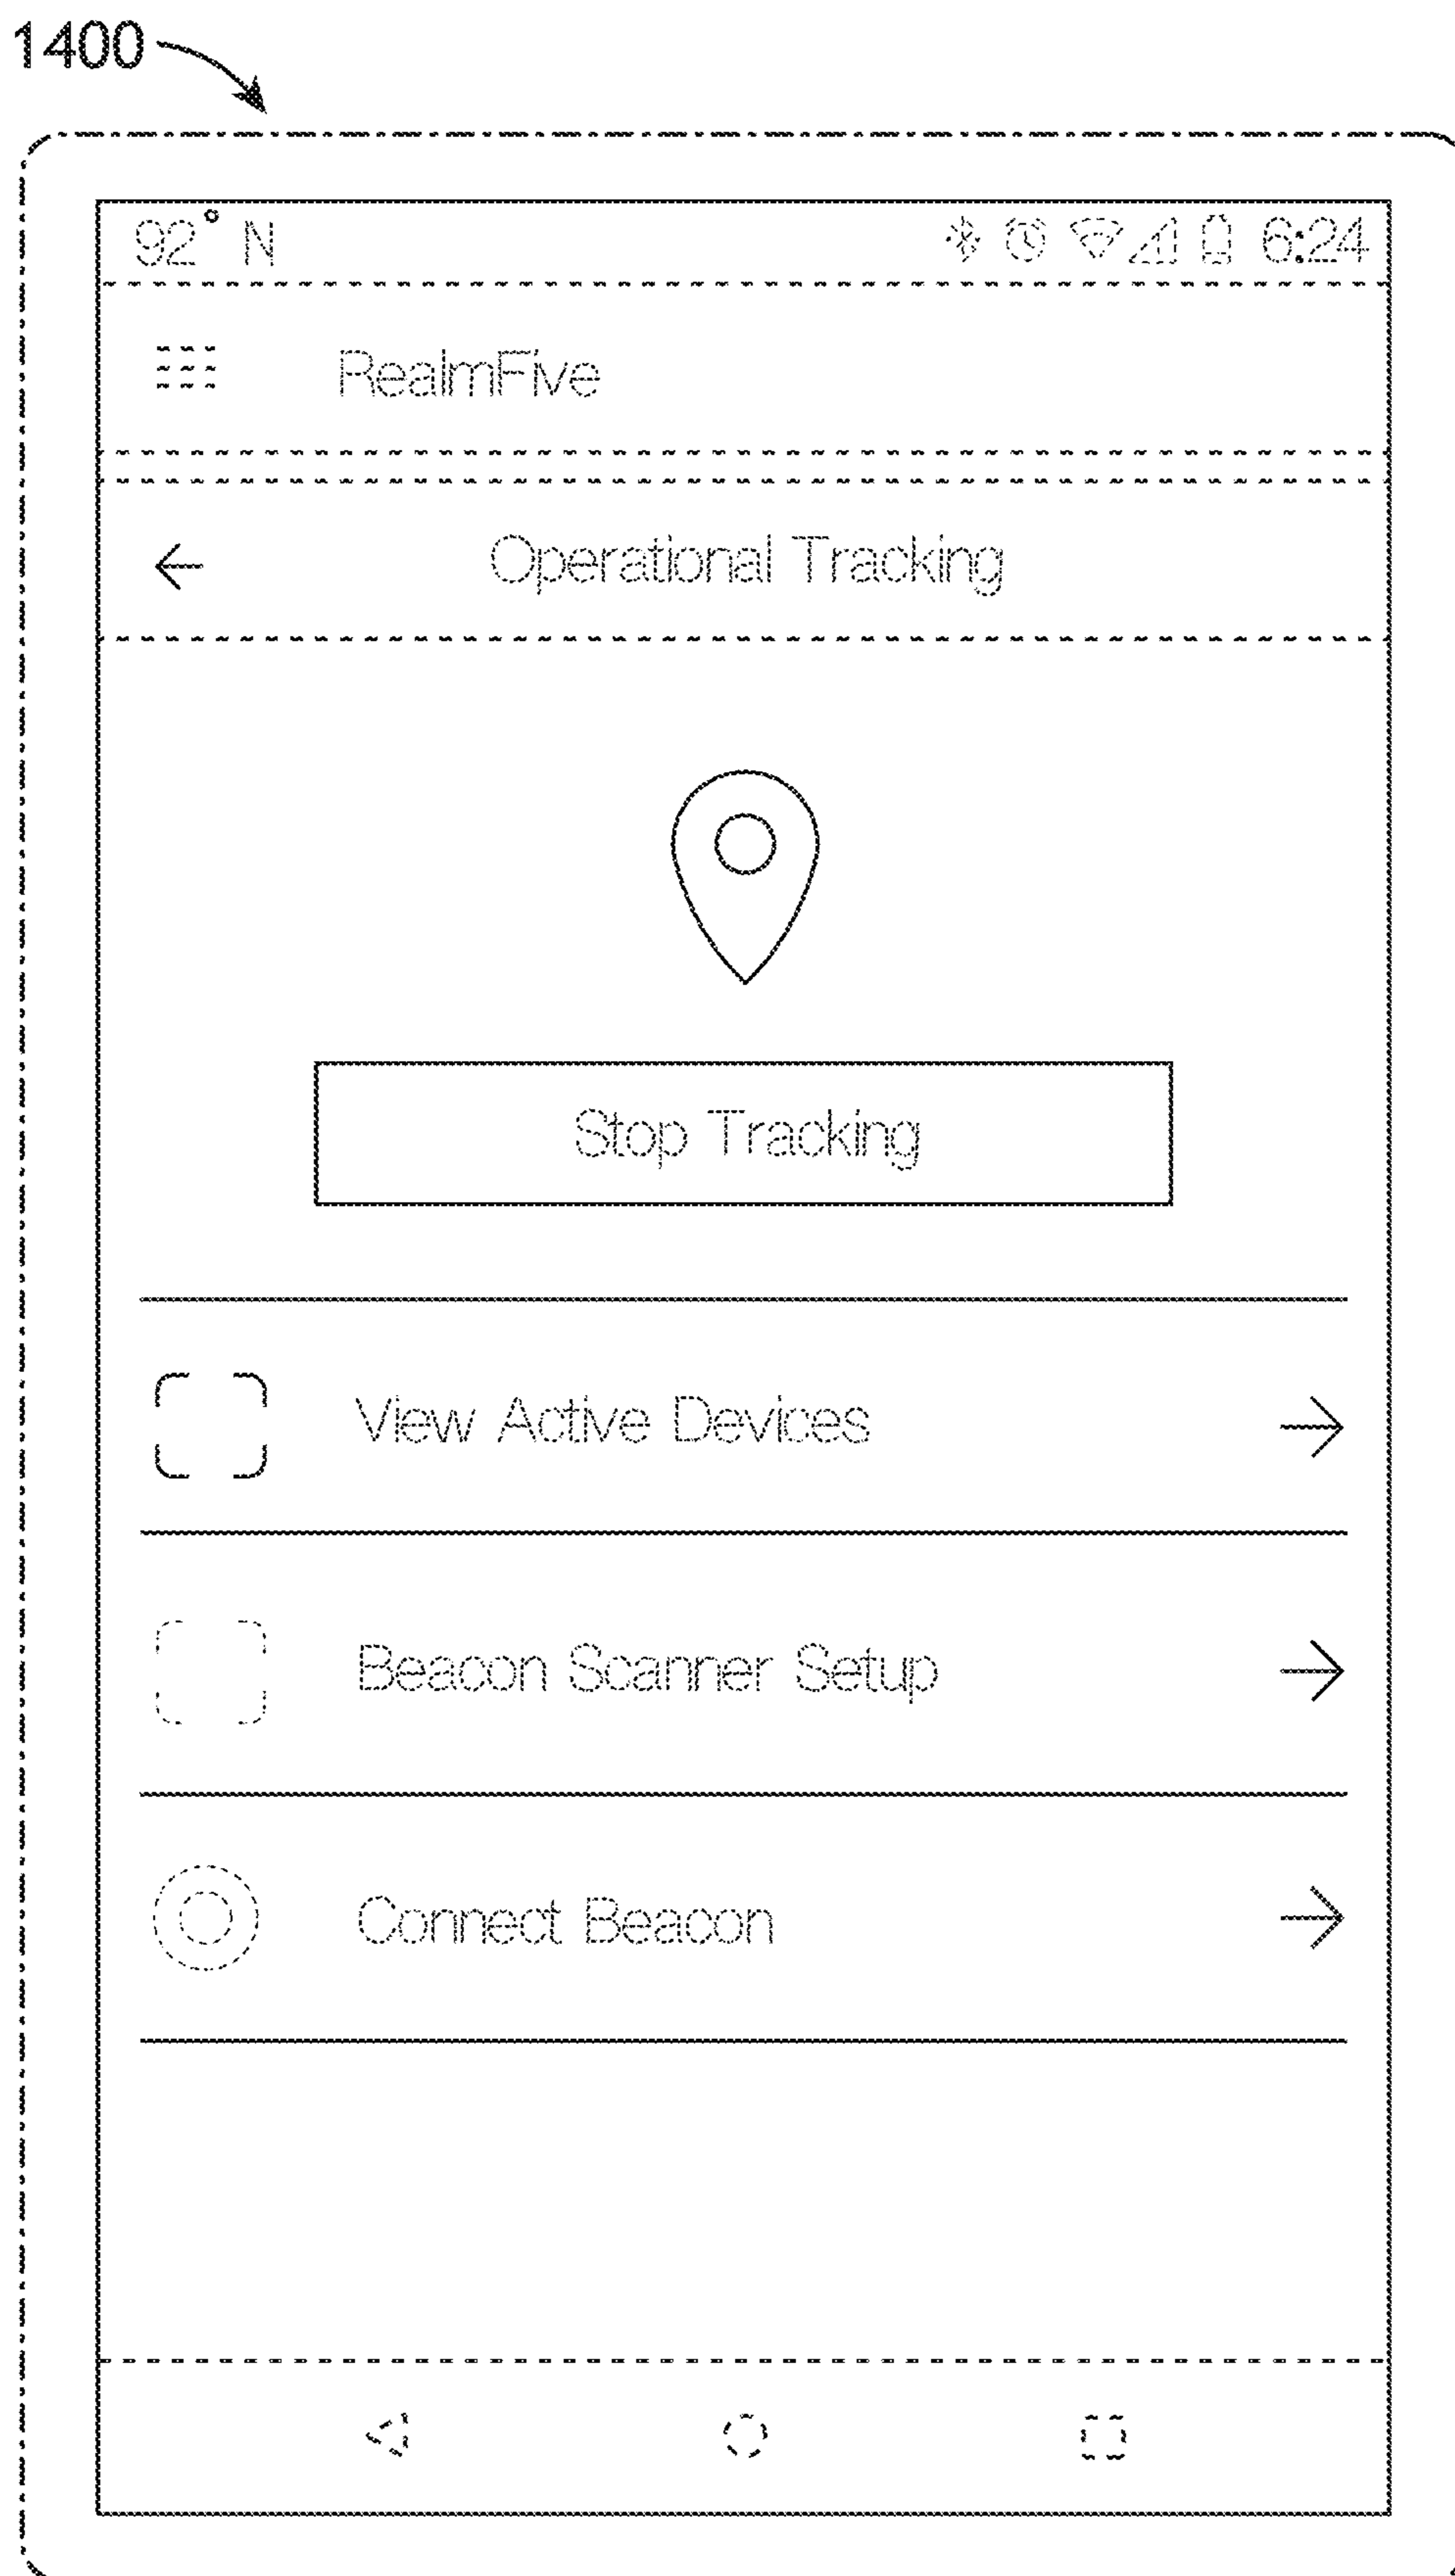 1400
92° N 6:24
RealmFive
Operational Tracking
Stop Tracking
View Active Devices
Beacon Scanner Setup
Connect Beacon